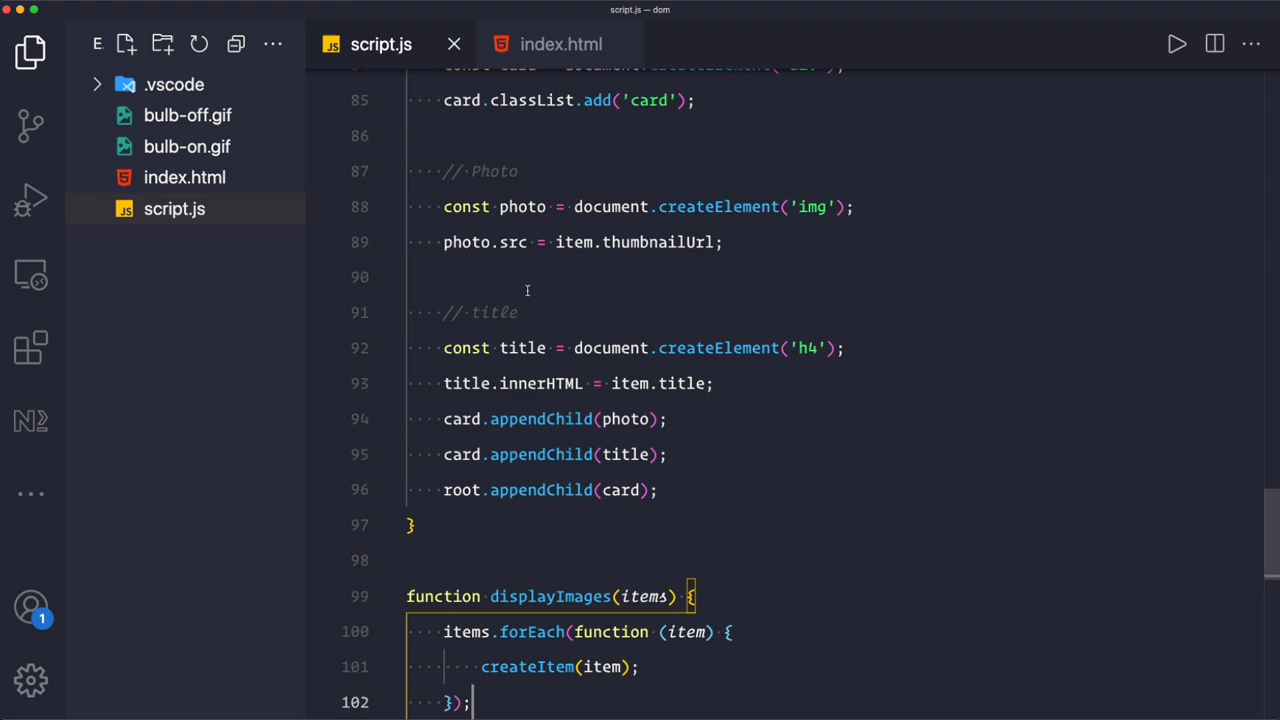 script.js — dom
E
script.js
index.html
.vscode
bulb-off.gif
bulb-on.gif
index.html
JS script.js
1
85 card.classList.add('card');
86
87 // Photo
88 const photo = document.createElement('img');
89 photo.src = item.thumbnailUrl;
90
91 // title
92 const title = document.createElement('h4');
93 title.innerHTML = item.title;
94 card.appendChild(photo);
95 card.appendChild(title);
96 root.appendChild(card);
97 }
98
99 function displayImages(items) {
100 items.forEach(function (item) {
101 createItem(item);
102 });